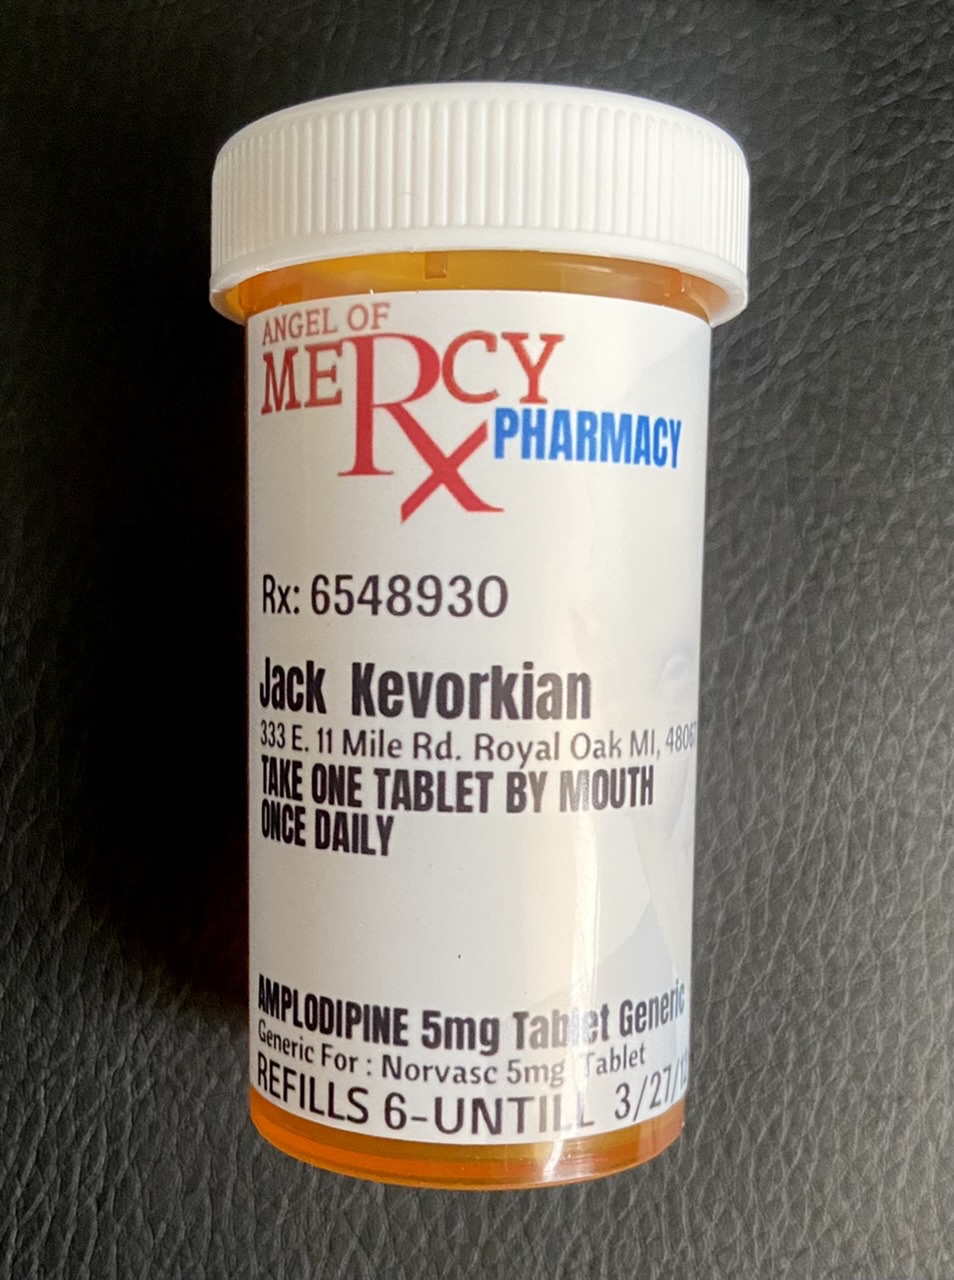 ANGEL OF
MERCY
PHARMACY
Rx: 6548930
Jack Kevorkian
333 E. 11 Mile Rd. Royal Oak MI,
TAKE ONE TABLET BY MOUTH
ONCE DAILY
AMPLODIPINE 5mg Tablet Generic
Generic For : Norvasc 5mg Tablet
REFILLS 6-UNTILL